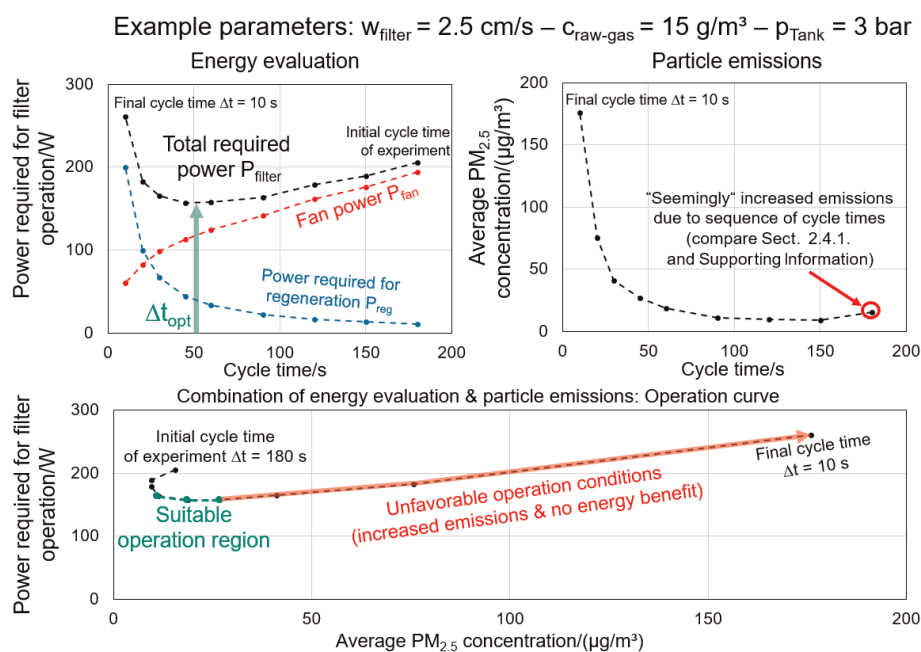 Example parameters: w_filter = 2.5 cm/s – c_raw-gas = 15 g/m³ – p_Tank = 3 bar
Energy evaluation
Power required for filter
operation/W
300
200
100
0
Final cycle time Δt = 10 s
Total required
power P_filter
Initial cycle time
of experiment
Fan power P_fan
Power required for
regeneration P_reg
Δt_opt
0
50
100
150
200
Cycle time/s
Particle emissions
Average PM₂.₅
concentration/(µg/m³)
200
150
100
50
0
Final cycle time Δt = 10 s
"Seemingly“ increased emissions
due to sequence of cycle times
(compare Sect. 2.4.1.
and Supporting Information)
0
50
100
150
200
Cycle time/s
Combination of energy evaluation & particle emissions: Operation curve
Power required for filter
operation/W
300
200
100
0
Initial cycle time
of experiment Δt = 180 s
Suitable
operation region
Unfavorable operation conditions
(increased emissions & no energy benefit)
Final cycle time
Δt = 10 s
0
50
100
150
200
Average PM₂.₅ concentration/(µg/m³)